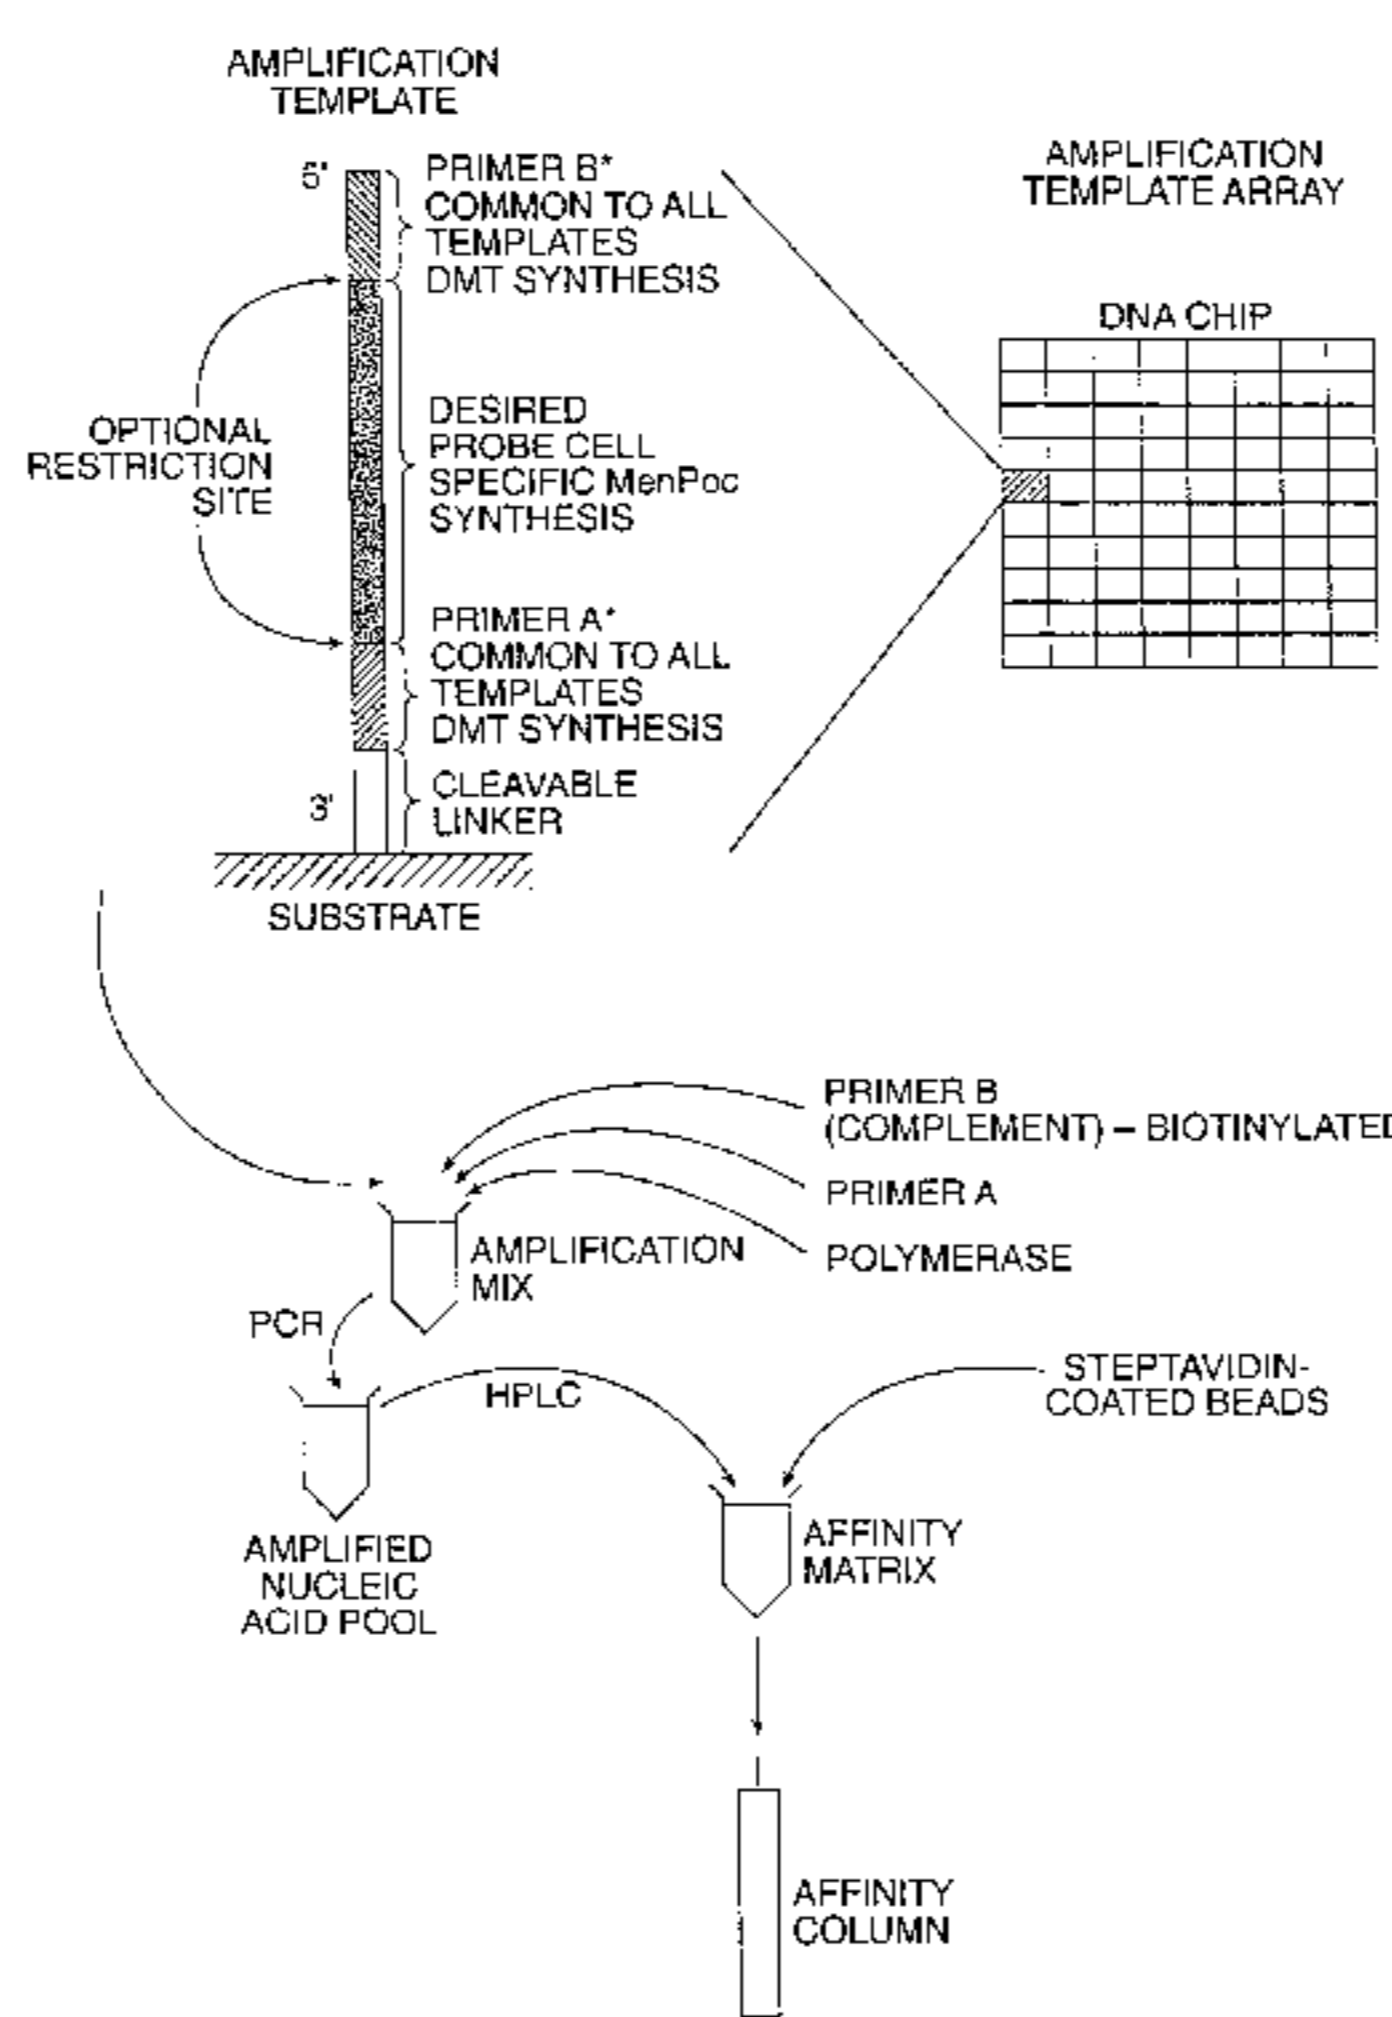 AMPLIFICATION
TEMPLATE
5'
PRIMER B*
COMMON TO ALL
TEMPLATES
DMT SYNTHESIS
OPTIONAL
RESTRICTION
SITE
DESIRED
PROBE CELL
SPECIFIC MenPoc
SYNTHESIS
PRIMER A*
COMMON TO ALL
TEMPLATES
DMT SYNTHESIS
3'
CLEAVABLE
LINKER
SUBSTRATE
AMPLIFICATION
TEMPLATE ARRAY
DNA CHIP
PRIMER B
(COMPLEMENT) – BIOTINYLATED
PRIMER A
POLYMERASE
AMPLIFICATION
MIX
PCR
HPLC
STEPTAVIDIN-
COATED BEADS
AMPLIFIED
NUCLEIC
ACID POOL
AFFINITY
MATRIX
AFFINITY
COLUMN